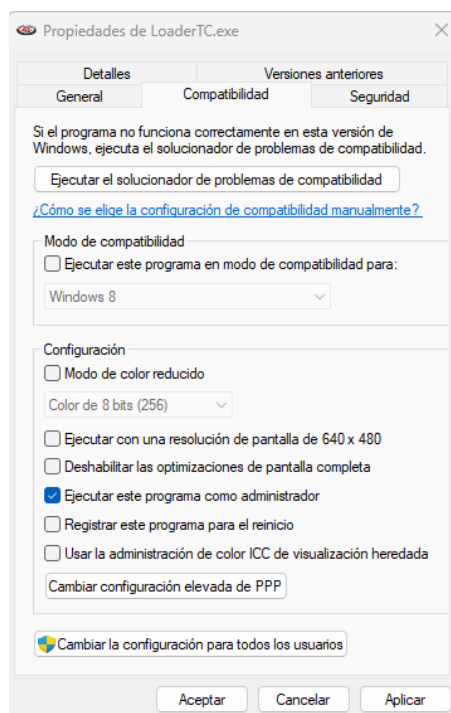 Propiedades de LoaderTC.exe
Detalles
Versiones anteriores
General
Compatibilidad
Seguridad
Si el programa no funciona correctamente en esta versión de
Windows, ejecuta el solucionador de problemas de compatibilidad.
Ejecutar el solucionador de problemas de compatibilidad
¿Cómo se elige la configuración de compatibilidad manualmente?
Modo de compatibilidad
Ejecutar este programa en modo de compatibilidad para:
Windows 8
Configuración
Modo de color reducido
Color de 8 bits (256)
Ejecutar con una resolución de pantalla de 640 x 480
Deshabilitar las optimizaciones de pantalla completa
Ejecutar este programa como administrador
Registrar este programa para el reinicio
Usar la administración de color ICC de visualización heredada
Cambiar configuración elevada de PPP
Cambiar la configuración para todos los usuarios
Aceptar
Cancelar
Aplicar